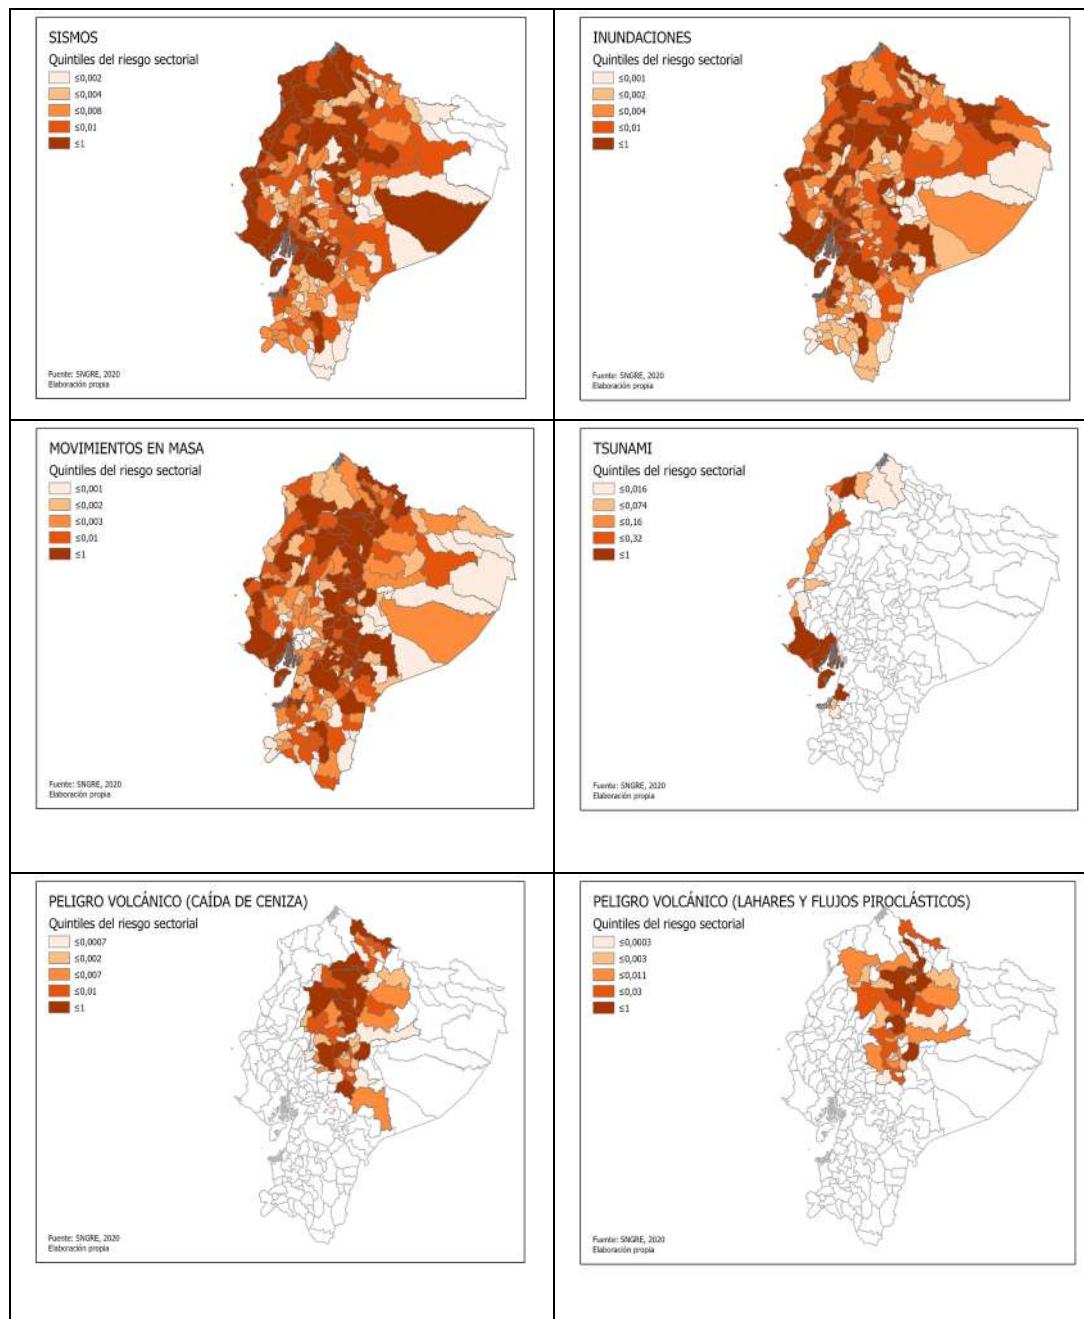 SISMOS
Quintiles del riesgo sectorial
≤0,002
≤0,004
≤0,008
≤0,01
≤1
Fuente: SNGRE, 2020
Elaboración propia
INUNDACIONES
Quintiles del riesgo sectorial
≤0,001
≤0,002
≤0,004
≤0,01
≤1
Fuente: SNGRE, 2020
Elaboración propia
MOVIMIENTOS EN MASA
Quintiles del riesgo sectorial
≤0,001
≤0,002
≤0,003
≤0,01
≤1
Fuente: SNGRE, 2020
Elaboración propia
TSUNAMI
Quintiles del riesgo sectorial
≤0,016
≤0,074
≤0,16
≤0,32
≤1
Fuente: SNGRE, 2020
Elaboración propia
PELIGRO VOLCÁNICO (CAÍDA DE CENIZA)
Quintiles del riesgo sectorial
≤0,0007
≤0,002
≤0,007
≤0,01
≤1
Fuente: SNGRE, 2020
Elaboración propia
PELIGRO VOLCÁNICO (LAHARES Y FLUJOS PIROCLÁSTICOS)
Quintiles del riesgo sectorial
≤0,0003
≤0,003
≤0,011
≤0,03
≤1
Fuente: SNGRE, 2020
Elaboración propia